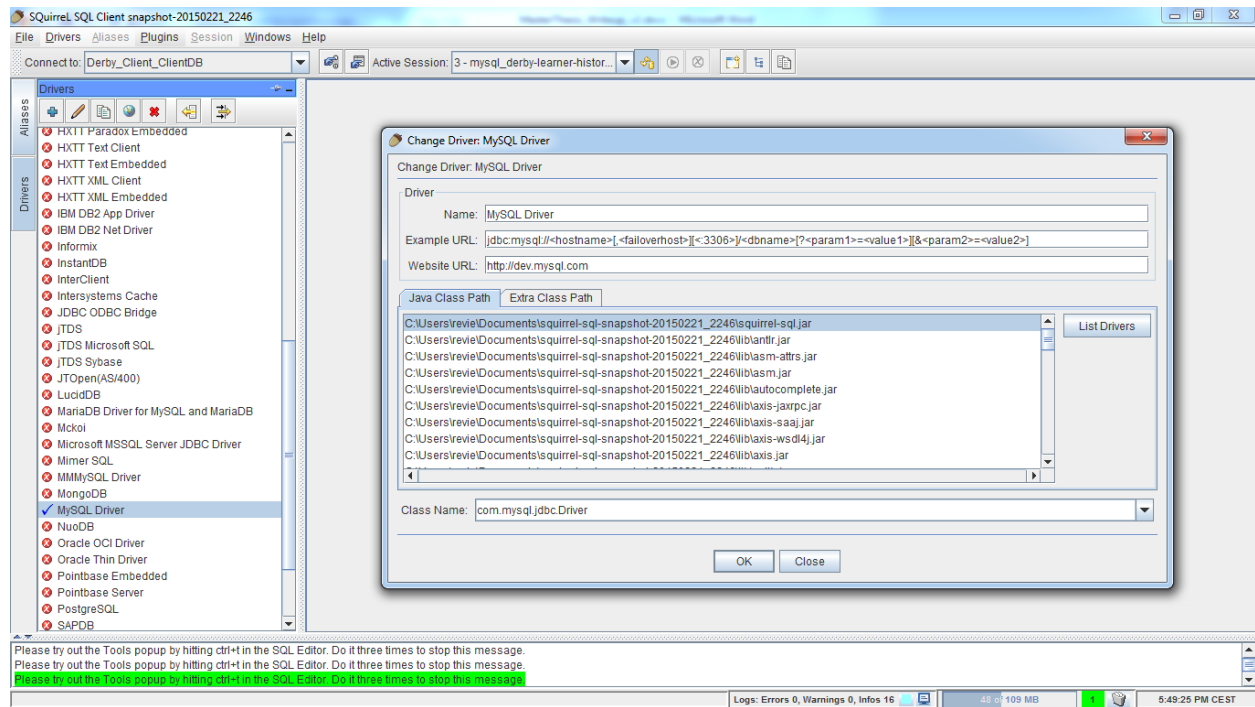 SQuirreL SQL Client snapshot-20150221_2246
File Drivers Aliases Plugins Session Windows Help
Connect to: Derby_Client_ClientDB Active Session: 3 - mysql_derby-learner-histor...
Aliases
Drivers
Drivers
HXTT Paradox Embedded
HXTT Text Client
HXTT Text Embedded
HXTT XML Client
HXTT XML Embedded
IBM DB2 App Driver
IBM DB2 Net Driver
Informix
InstantDB
InterClient
Intersystems Cache
JDBC ODBC Bridge
jTDS
jTDS Microsoft SQL
jTDS Sybase
JTOpen(AS/400)
LucidDB
MariaDB Driver for MySQL and MariaDB
Mckoi
Microsoft MSSQL Server JDBC Driver
Mimer SQL
MMMySQL Driver
MongoDB
MySQL Driver
NuoDB
Oracle OCI Driver
Oracle Thin Driver
Pointbase Embedded
Pointbase Server
PostgreSQL
SAPDB
Change Driver: MySQL Driver
Change Driver: MySQL Driver
Driver
Name: MySQL Driver
Example URL: jdbc:mysql://<hostname>[,<failoverhost>][<:3306>]/<dbname>[?<param1>=<value1>][&<param2>=<value2>]
Website URL: http://dev.mysql.com
Java Class Path Extra Class Path
C:\Users\revie\Documents\squirrel-sql-snapshot-20150221_2246\squirrel-sql.jar
C:\Users\revie\Documents\squirrel-sql-snapshot-20150221_2246\lib\antlr.jar
C:\Users\revie\Documents\squirrel-sql-snapshot-20150221_2246\lib\asm-attrs.jar
C:\Users\revie\Documents\squirrel-sql-snapshot-20150221_2246\lib\asm.jar
C:\Users\revie\Documents\squirrel-sql-snapshot-20150221_2246\lib\autocomplete.jar
C:\Users\revie\Documents\squirrel-sql-snapshot-20150221_2246\lib\axis-jaxrpc.jar
C:\Users\revie\Documents\squirrel-sql-snapshot-20150221_2246\lib\axis-saaj.jar
C:\Users\revie\Documents\squirrel-sql-snapshot-20150221_2246\lib\axis-wsdl4j.jar
C:\Users\revie\Documents\squirrel-sql-snapshot-20150221_2246\lib\axis.jar
List Drivers
Class Name: com.mysql.jdbc.Driver
OK Close
Please try out the Tools popup by hitting ctrl+t in the SQL Editor. Do it three times to stop this message.
Please try out the Tools popup by hitting ctrl+t in the SQL Editor. Do it three times to stop this message.
Please try out the Tools popup by hitting ctrl+t in the SQL Editor. Do it three times to stop this message.
Logs: Errors 0, Warnings 0, Infos 16 48 of 109 MB 1 5:49:25 PM CEST